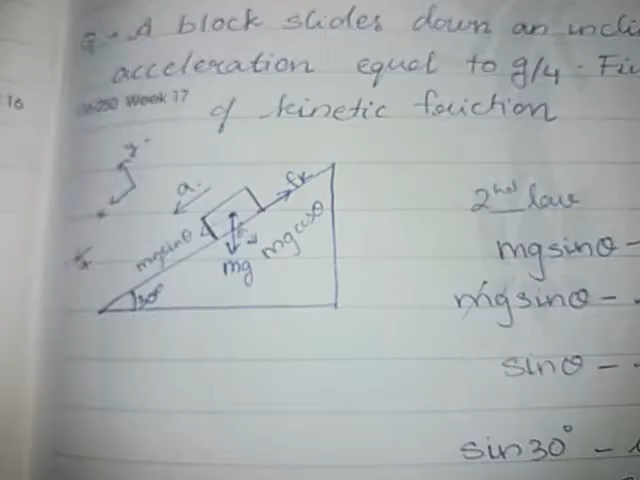 Q. A block slides down an incli
acceleration equal to g/4. Fi
16
Week 17
of kinetic friction
a
fk
2nd law
mgsinθ
mgcosθ
mg
30°
mgsinθ -
mgsinθ -
sinθ -
sin30° -